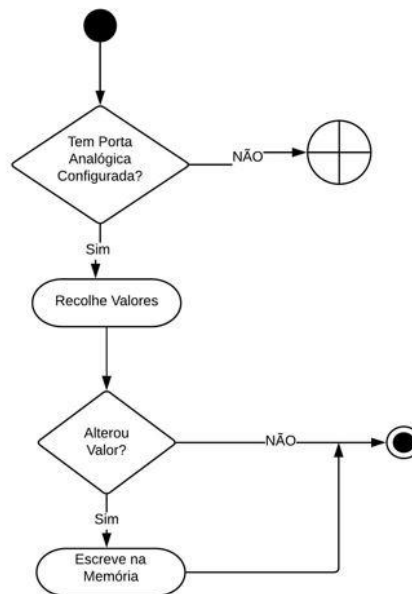 Tem Porta
Analógica
Configurada?
NÃO
Sim
Recolhe Valores
Alterou
Valor?
NÃO
Sim
Escreve na
Memória